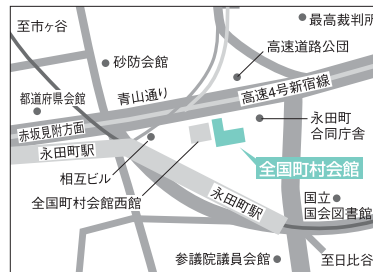 至市ヶ谷
最高裁判所
高速道路公団
砂防会館
都道府県会館
青山通り
高速4号新宿線
赤坂見附方面
永田町
合同庁舎
永田町駅
全国町村会館
相互ビル
全国町村会館西館
永田町駅
国立
国会図書館
参議院議員会館
至日比谷